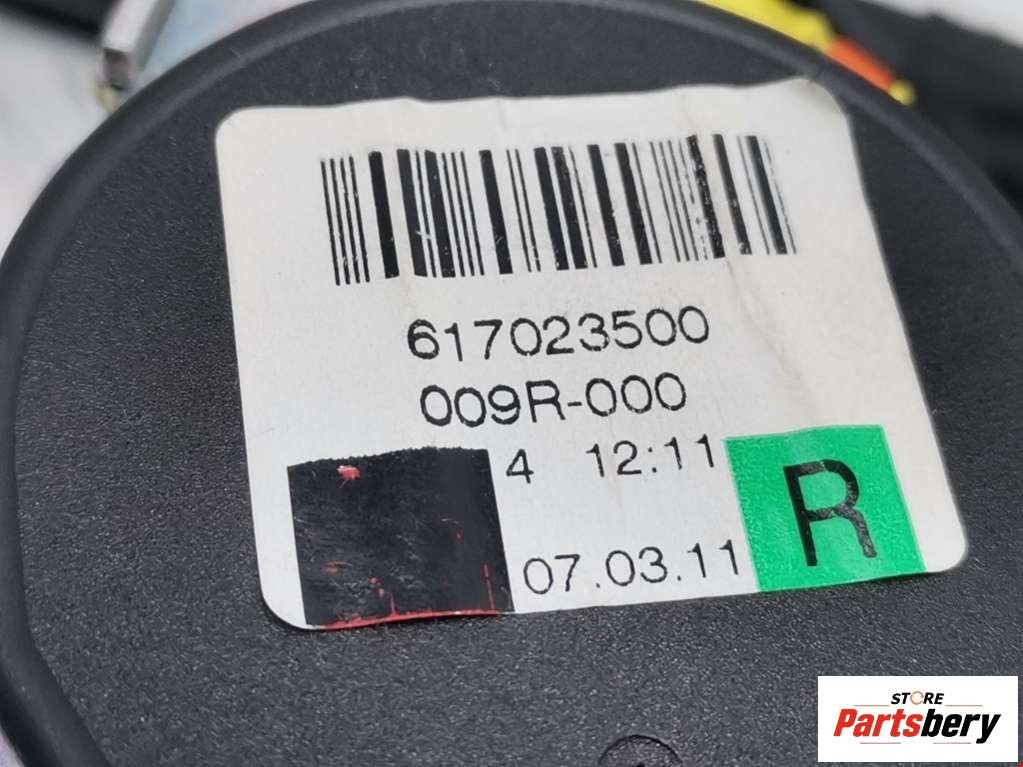 617023500
009R-000
4 12:11
07.03.11
R
STORE
Partsbery